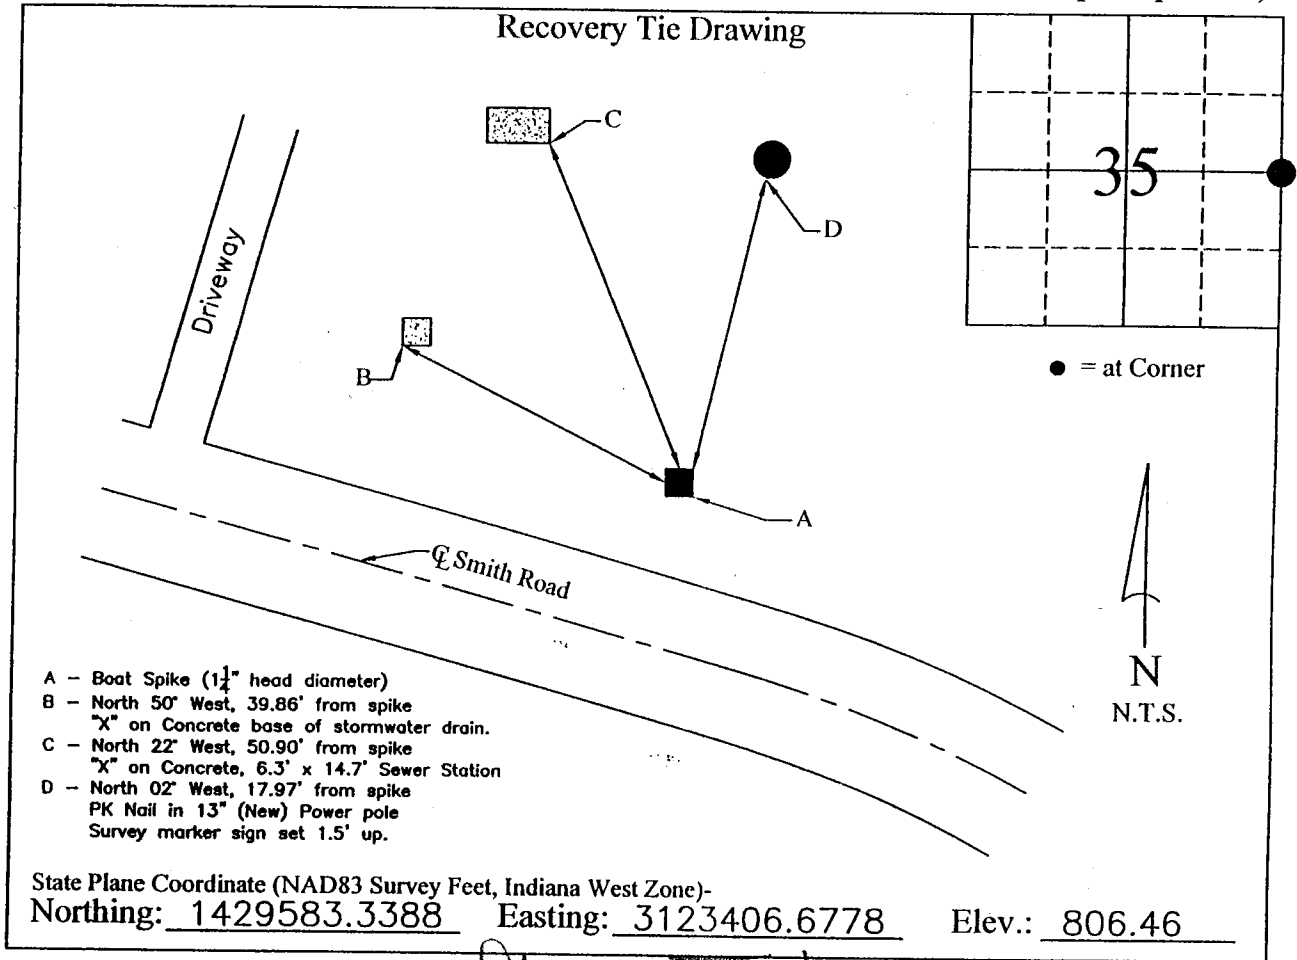 Recovery Tie Drawing
35
C
D
Driveway
B
= at Corner
A
℄ Smith Road
N
N.T.S.
A - Boat Spike (1¼" head diameter)
B - North 50° West, 39.86' from spike
"X" on Concrete base of stormwater drain.
C - North 22° West, 50.90' from spike
"X" on Concrete, 6.3' x 14.7' Sewer Station
D - North 02° West, 17.97' from spike
PK Nail in 13" (New) Power pole
Survey marker sign set 1.5' up.
State Plane Coordinate (NAD83 Survey Feet, Indiana West Zone)-
Northing: 1429583.3388 Easting: 3123406.6778 Elev.: 806.46